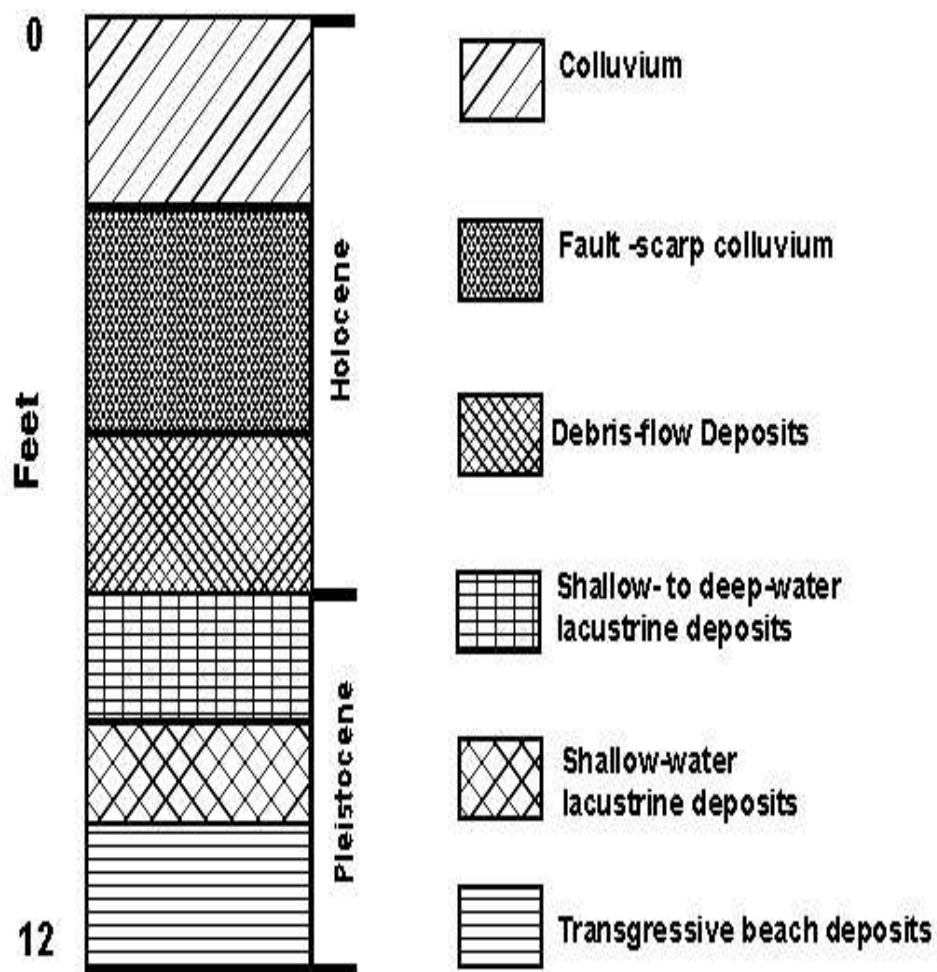 0
Feet
12
Holocene
Pleistocene
Colluvium
Fault -scarp colluvium
Debris-flow Deposits
Shallow- to deep-water
lacustrine deposits
Shallow-water
lacustrine deposits
Transgressive beach deposits